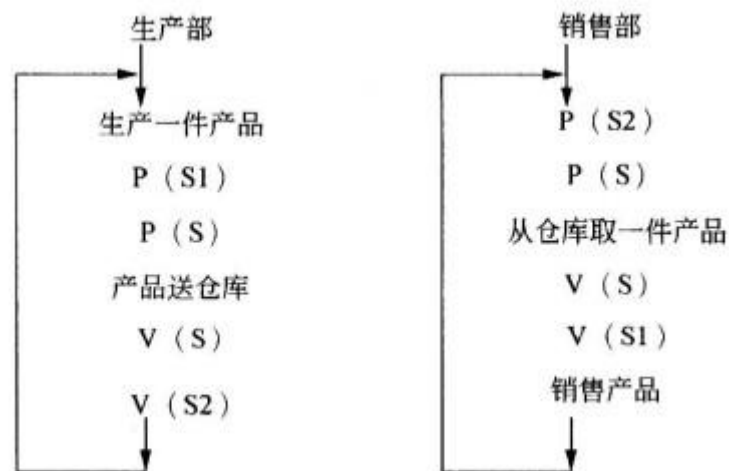 生产部
生产一件产品
P（S1）
P（S）
产品送仓库
V（S）
V（S2）
销售部
P（S2）
P（S）
从仓库取一件产品
V（S）
V（S1）
销售产品